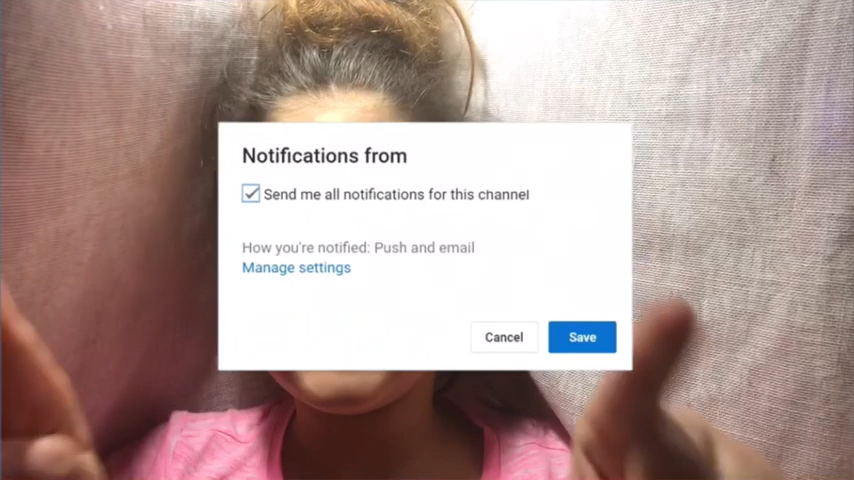 Notifications from
Send me all notifications for this channel
How you're notified: Push and email
Manage settings
Cancel
Save